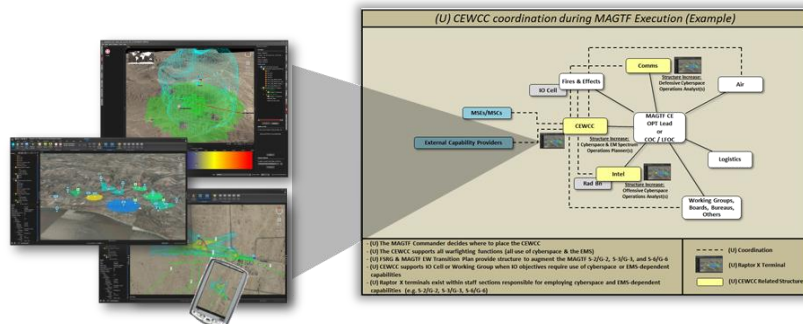 (U) CEWCC coordination during MAGTF Execution (Example)
Comms
Structure Increase:
Defensive Cyberspace
Operations Analyst(s)
Fires & Effects
IO Cell
Air
MSEs/MSCs
CEWCC
MAGTF CE
OPT Lead
or
COC / LFOC
External Capability Providers
Structure Increase:
Cyberspace & EM Spectrum
Operations Planner(s)
Logistics
Intel
Rad BN
Structure Increase:
Offensive Cyberspace
Operations Analyst(s)
Working Groups,
Boards, Bureaus,
Others
- (U) The MAGTF Commander decides where to place the CEWCC
- (U) The CEWCC supports all warfighting functions (all use of cyberspace & the EMS)
- (U) FSRG & MAGTF EW Transition Plan provide structure to augment the MAGTF S-2/G-2, S-3/G-3, and S-6/G-6
- (U) CEWCC supports IO Cell or Working Group when IO objectives require use of cyberspace or EMS-dependent
capabilities
- (U) Raptor X terminals exist within staff sections responsible for employing cyberspace and EMS-dependent
capabilities (e.g. S-2/G-2, S-3/G-3, S-6/G-6)
(U) Coordination
(U) Raptor X Terminal
(U) CEWCC Related Structure